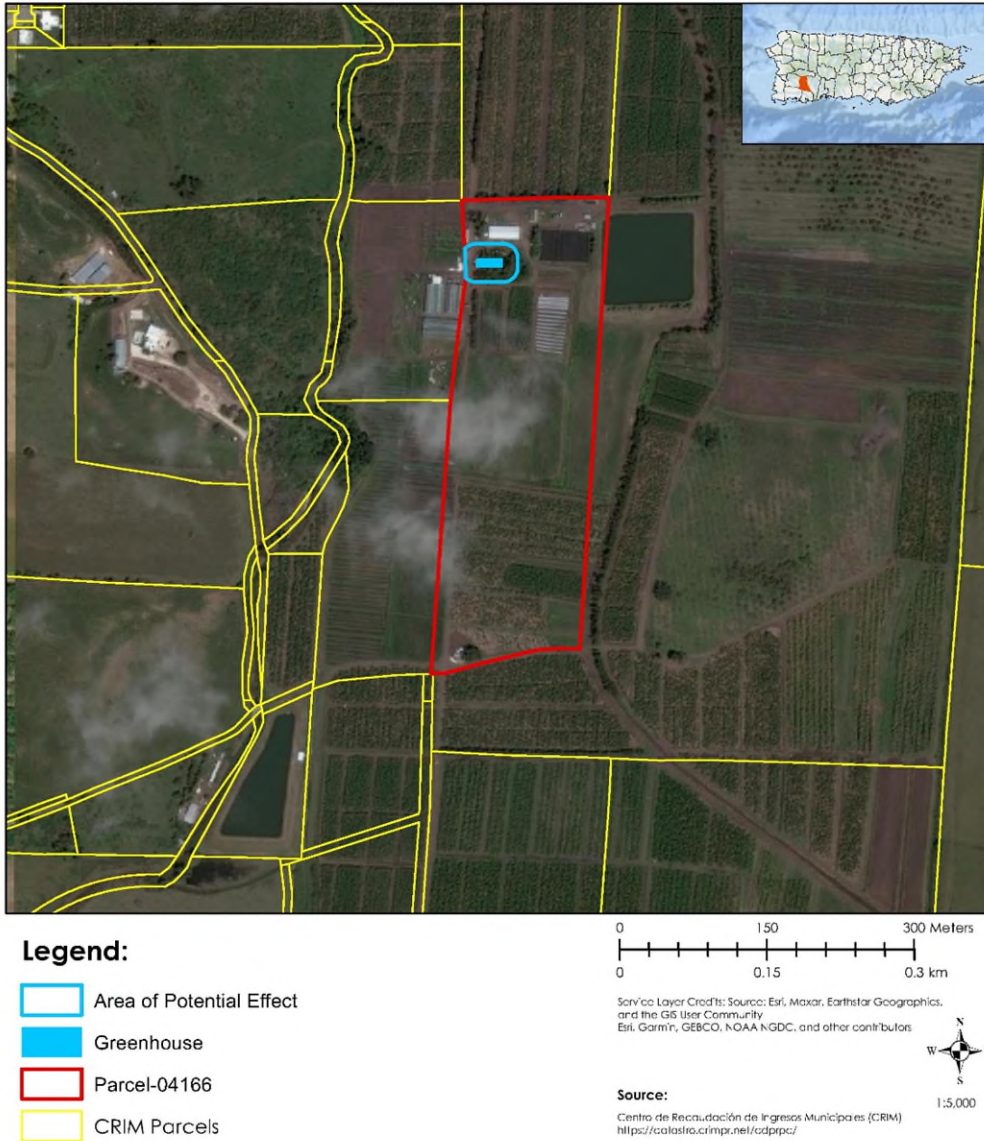 Legend:
Area of Potential Effect
Greenhouse
Parcel-04166
CRIM Parcels
0 150 300 Meters
0 0.15 0.3 km
Service Layer Credits: Source: Esri, Maxar, Earthstar Geographics,
and the GIS User Community
Esri, Garmin, GEBCO, NOAA NGDC, and other contributors
N
W E
S
1:5,000
Source:
Centro de Recaudación de Ingresos Municipales (CRIM)
https://catastro.crimpr.net/cdprpc/